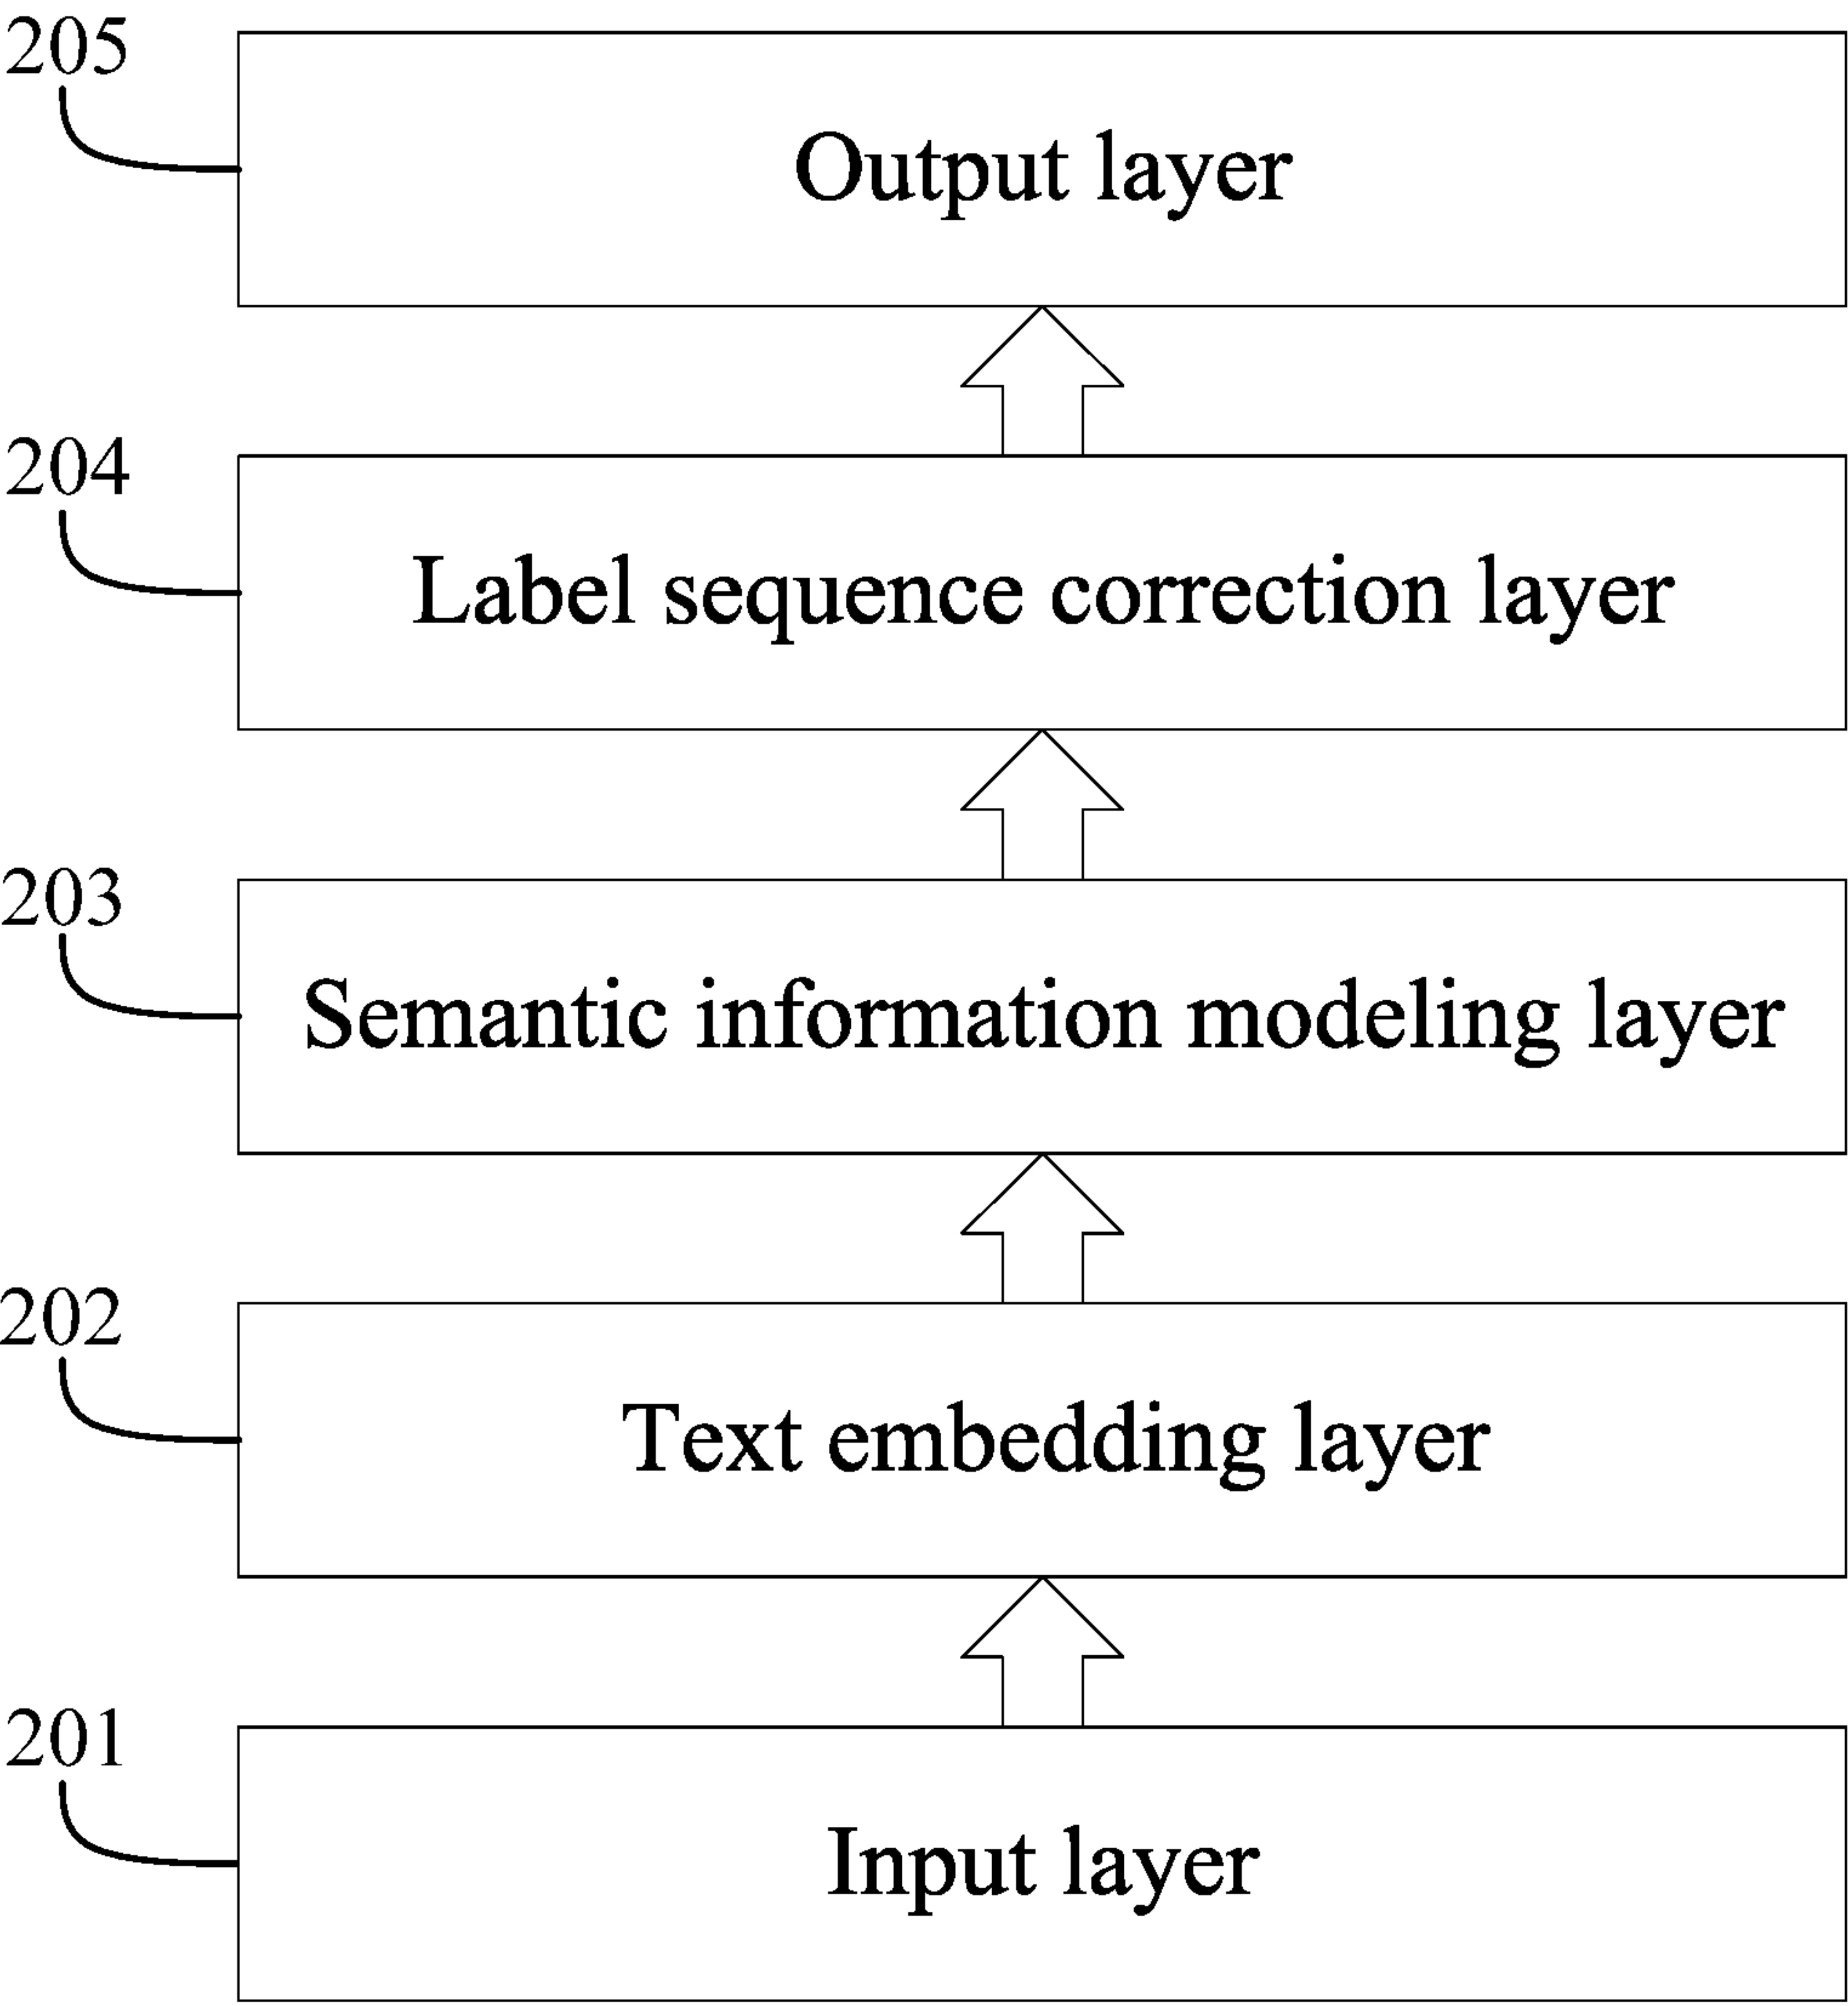 205
Output layer
204
Label sequence correction layer
203
Semantic information modeling layer
202
Text embedding layer
201
Input layer